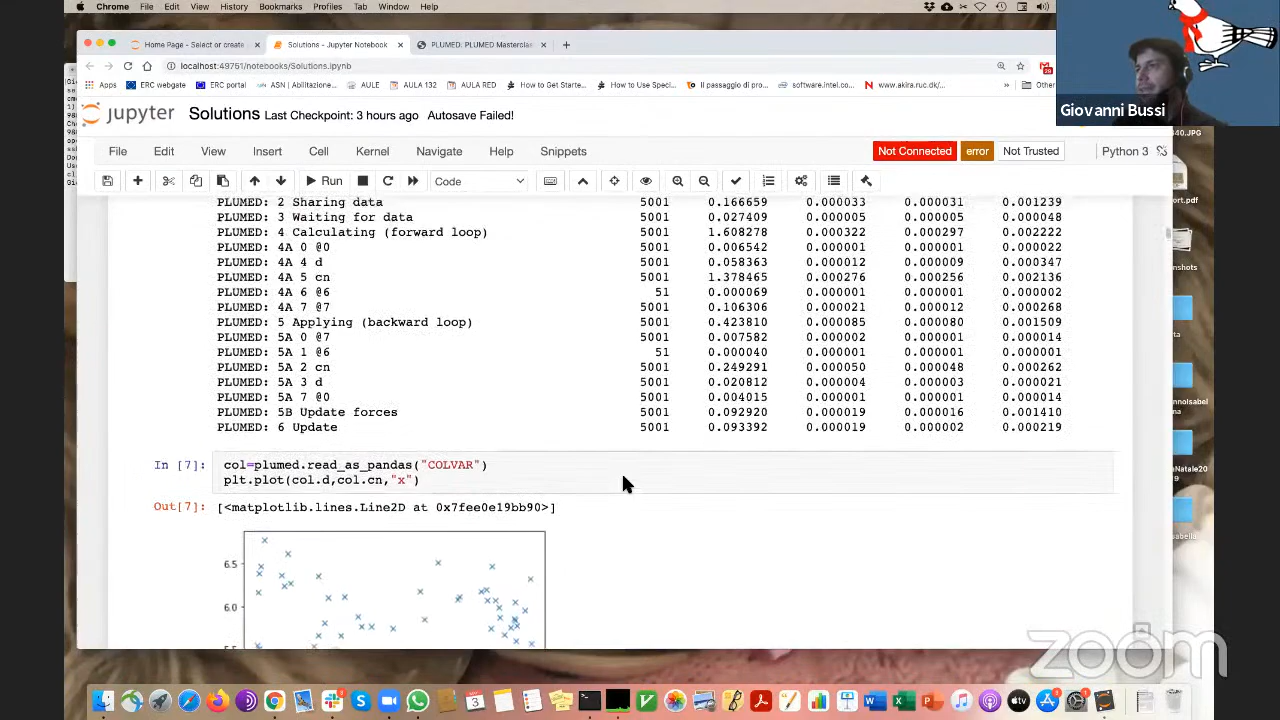 Chrome File Edit View History Bookmarks Profiles Tab Window Help
Home Page - Select or create
Solutions - Jupyter Notebook
PLUMED: PLUMED Masterclas
localhost:49761/notebooks/Solutions.ipynb
Apps ERC webgate ERC portal ASN | Abilitazione... AULE AULA 132 AULA RED How to Get Starte.. How to Use Specia.. Il passaggio di pro... software.intel.co... www.akira.ruc.dk/..
Giovanni Bussi
jupyter Solutions Last Checkpoint: 3 hours ago Autosave Failed!
File Edit View Insert Cell Kernel Navigate Widgets Help Snippets
Not Connected error Not Trusted Python 3
Run Code
PLUMED: 2 Sharing data 5001 0.166659 0.000033 0.000031 0.001239
PLUMED: 3 Waiting for data 5001 0.027409 0.000005 0.000005 0.000048
PLUMED: 4 Calculating (forward loop) 5001 1.608278 0.000322 0.000297 0.002222
PLUMED: 4A 0 @0 5001 0.006542 0.000001 0.000001 0.000022
PLUMED: 4A 4 d 5001 0.058363 0.000012 0.000009 0.000347
PLUMED: 4A 5 cn 5001 1.378465 0.000276 0.000256 0.002136
PLUMED: 4A 6 @6 51 0.000069 0.000001 0.000001 0.000002
PLUMED: 4A 7 @7 5001 0.106306 0.000021 0.000012 0.000268
PLUMED: 5 Applying (backward loop) 5001 0.423810 0.000085 0.000080 0.001509
PLUMED: 5A 0 @7 5001 0.007582 0.000002 0.000001 0.000014
PLUMED: 5A 1 @6 51 0.000040 0.000001 0.000001 0.000001
PLUMED: 5A 2 cn 5001 0.249291 0.000050 0.000048 0.000262
PLUMED: 5A 3 d 5001 0.020812 0.000004 0.000003 0.000021
PLUMED: 5A 7 @0 5001 0.004015 0.000001 0.000001 0.000014
PLUMED: 5B Update forces 5001 0.092920 0.000019 0.000016 0.001410
PLUMED: 6 Update 5001 0.093392 0.000019 0.000002 0.000219
In [7]: col=plumed.read_as_pandas("COLVAR")
plt.plot(col.d,col.cn,"x")
Out[7]: [<matplotlib.lines.Line2D at 0x7fee0e19bb90>]
6.5
6.0
5.5
zoom